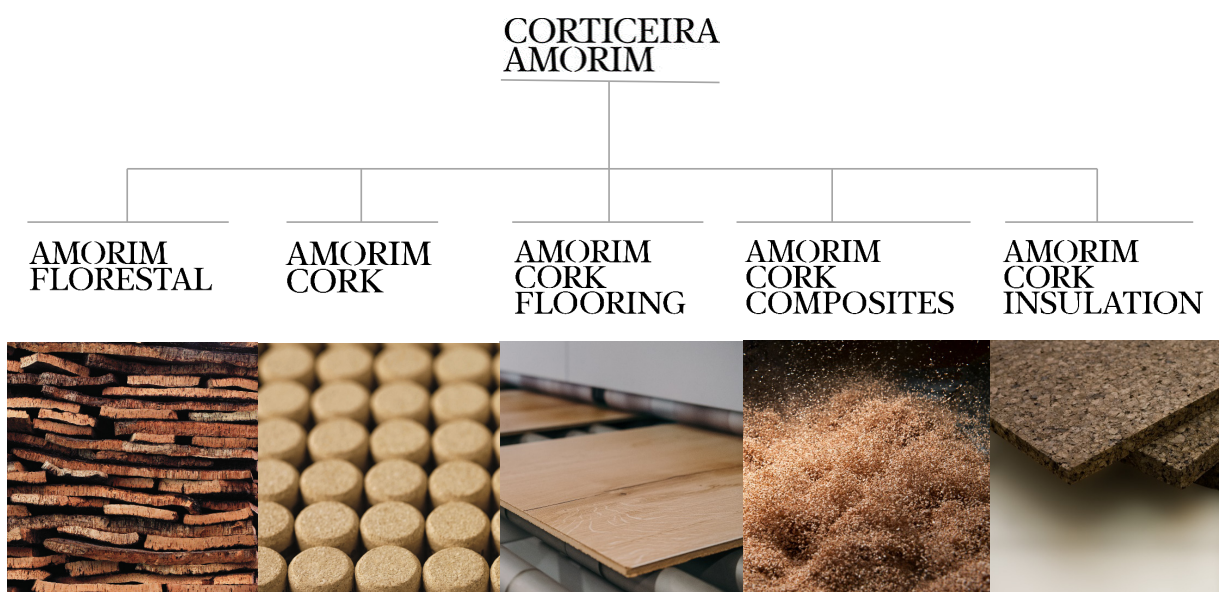 CORTICEIRA
AMORIM
AMORIM
FLORESTAL
AMORIM
CORK
AMORIM
CORK
FLOORING
AMORIM
CORK
COMPOSITES
AMORIM
CORK
INSULATION